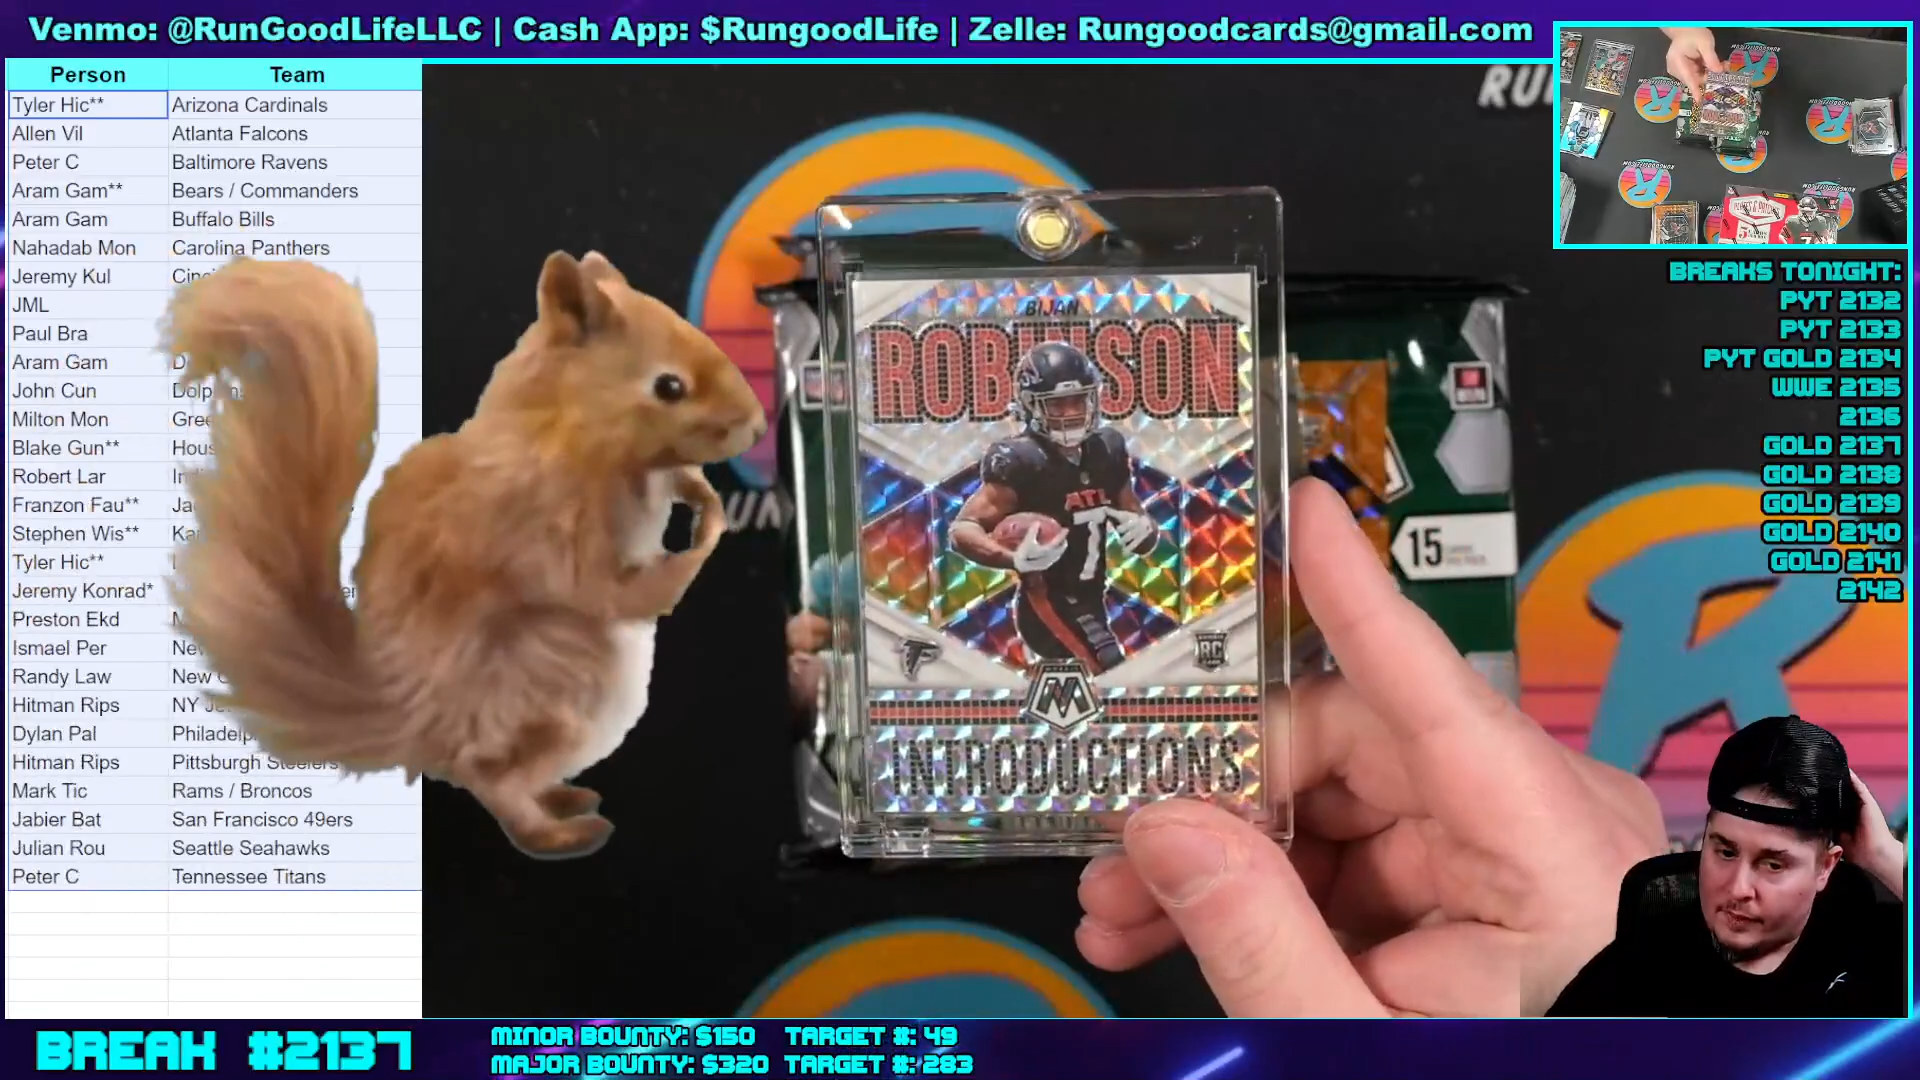 Venmo: @RunGoodLifeLLC | Cash App: $RungoodLife | Zelle: Rungoodcards@gmail.com
Person Team
Tyler Hic** Arizona Cardinals
Allen Vil Atlanta Falcons
Peter C Baltimore Ravens
Aram Gam** Bears / Commanders
Aram Gam Buffalo Bills
Nahadab Mon Carolina Panthers
Jeremy Kul
JML
Paul Bra
Aram Gam
John Cun
Milton Mon
Blake Gun**
Robert Lar
Franzon Fau**
Stephen Wis**
Tyler Hic**
Jeremy Konrad*
Preston Ekd
Ismael Per
Randy Law New
Hitman Rips NY
Dylan Pal
Hitman Rips Pittsburgh Steelers
Mark Tic Rams / Broncos
Jabier Bat San Francisco 49ers
Julian Rou Seattle Seahawks
Peter C Tennessee Titans
BIJAN
ROBINSON
ATL
7
RC
M
INTRODUCTIONS
15
R
BREAKS TONIGHT:
PYT 2132
PYT 2133
PYT GOLD 2134
WWE 2135
2136
GOLD 2137
GOLD 2138
GOLD 2139
GOLD 2140
GOLD 2141
2142
BREAK #2137
MINOR BOUNTY: $150 TARGET #: 49
MAJOR BOUNTY: $320 TARGET #: 283